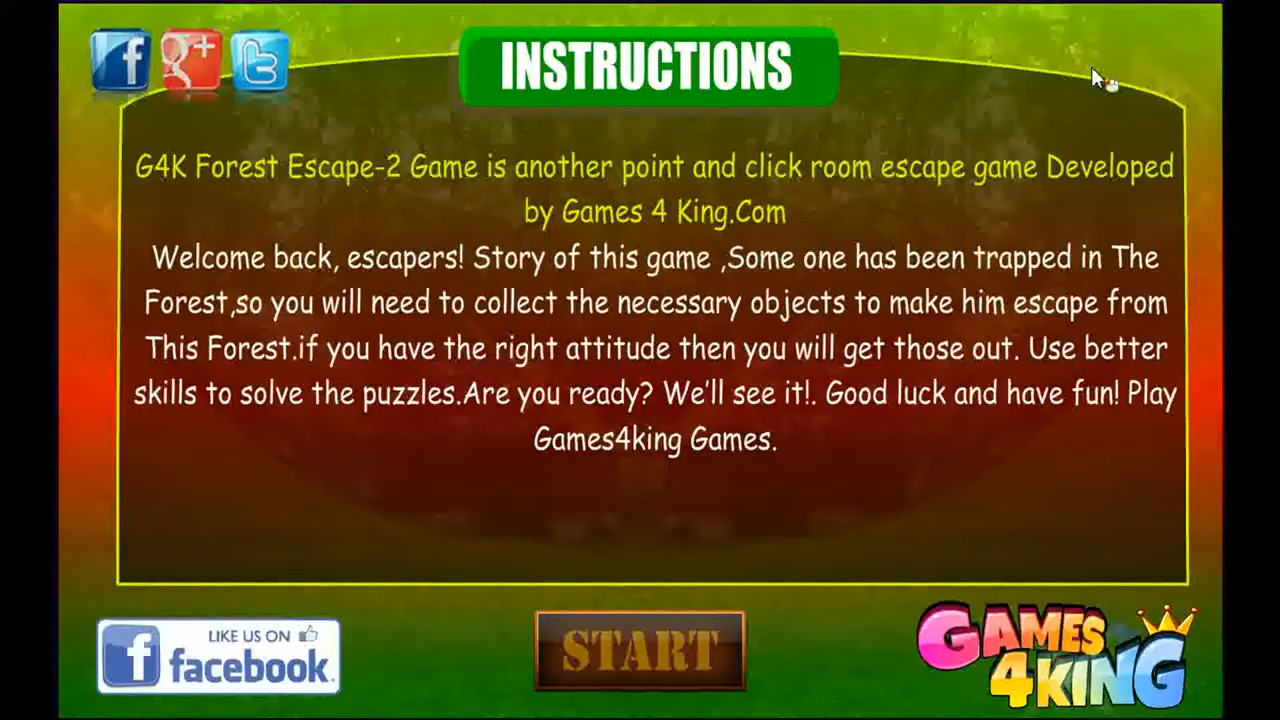 f g+ t
INSTRUCTIONS
G4K Forest Escape-2 Game is another point and click room escape game Developed
by Games 4 King.Com
Welcome back, escapers! Story of this game ,Some one has been trapped in The
Forest,so you will need to collect the necessary objects to make him escape from
This Forest.if you have the right attitude then you will get those out. Use better
skills to solve the puzzles.Are you ready? We'll see it!. Good luck and have fun! Play
Games4king Games.
f LIKE US ON
facebook.
START
GAMES
4KING